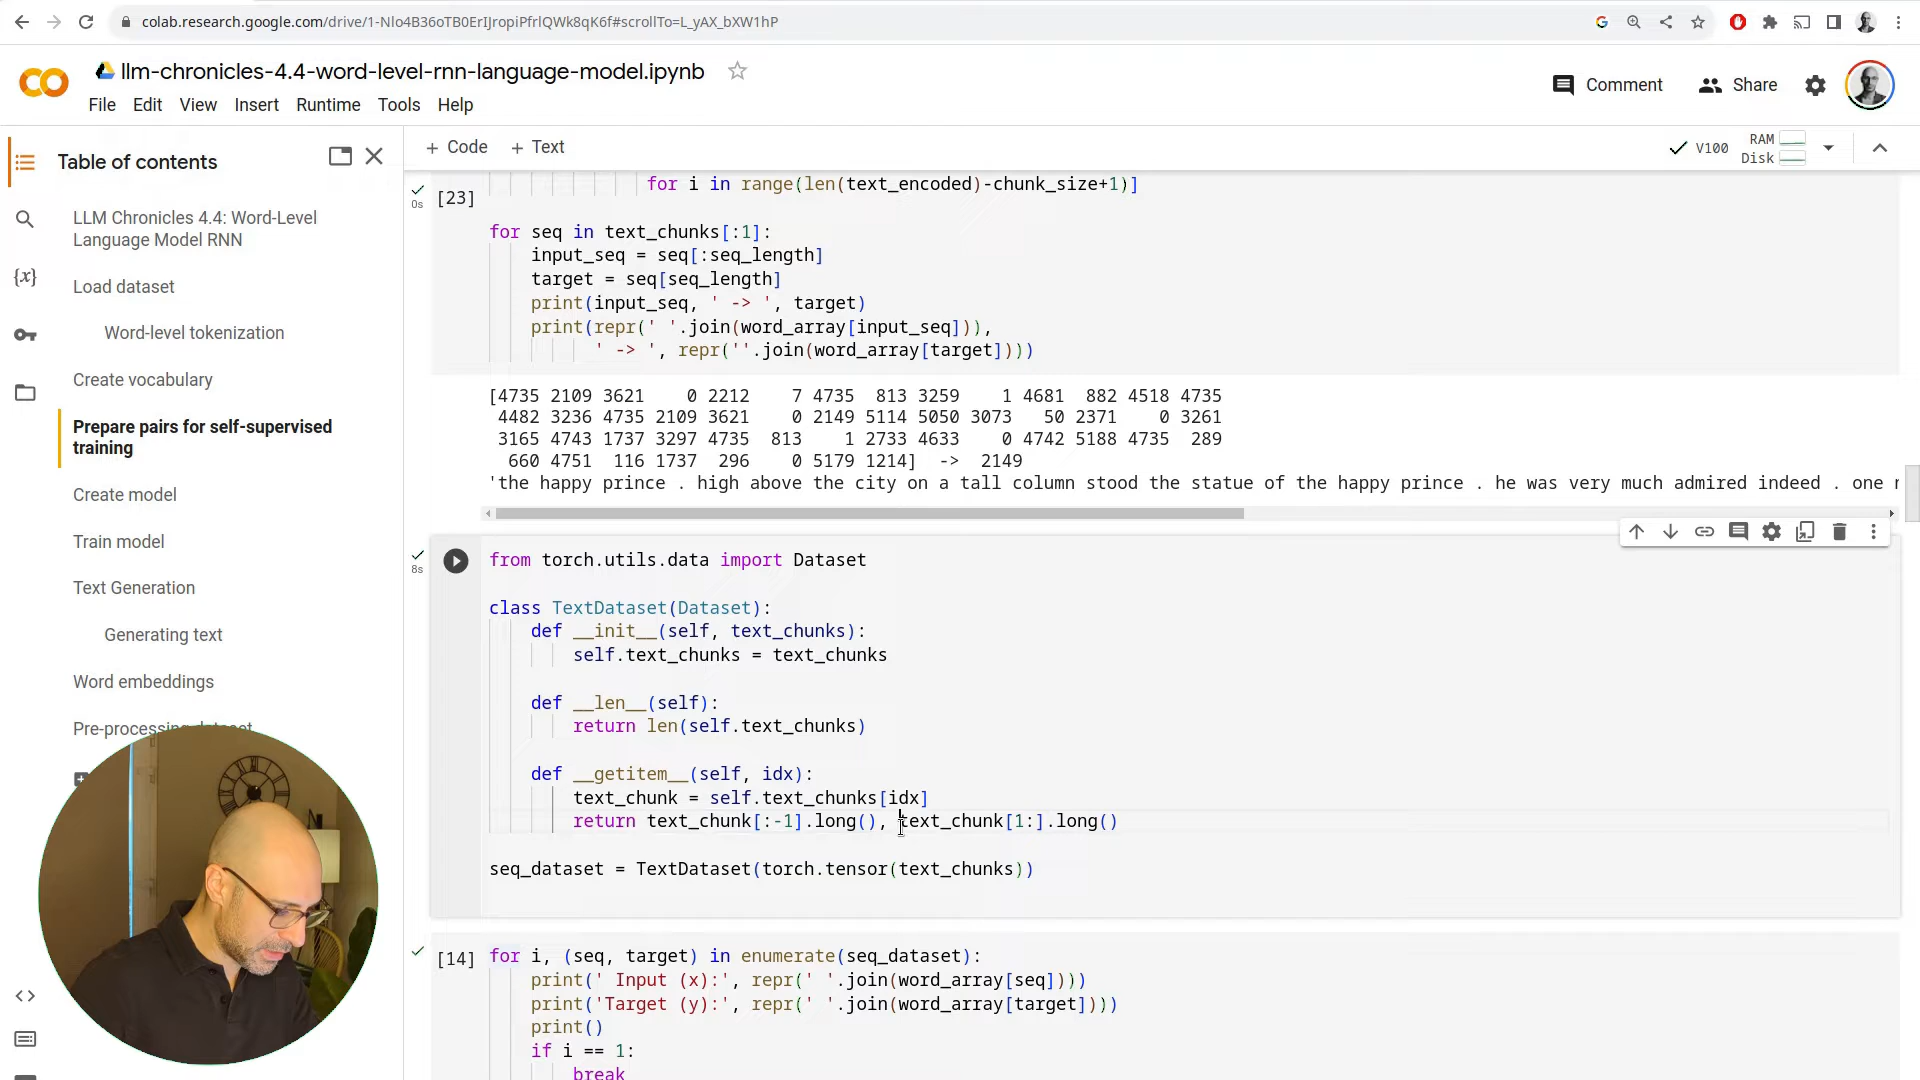 colab.research.google.com/drive/1-Nlo4B36oTB0ErIJropiPfrlQWk8qK6f#scrollTo=L_yAX_bXW1hP
llm-chronicles-4.4-word-level-rnn-language-model.ipynb
File Edit View Insert Runtime Tools Help
Comment Share
Table of contents
LLM Chronicles 4.4: Word-Level
Language Model RNN
Load dataset
Word-level tokenization
Create vocabulary
Prepare pairs for self-supervised
training
Create model
Train model
Text Generation
Generating text
Word embeddings
Pre-processing dataset
+ Code + Text
V100 RAM
Disk
0s [23]
for i in range(len(text_encoded)-chunk_size+1)]
for seq in text_chunks[:1]:
input_seq = seq[:seq_length]
target = seq[seq_length]
print(input_seq, ' -> ', target)
print(repr(' '.join(word_array[input_seq])),
' -> ', repr(''.join(word_array[target])))
[4735 2109 3621    0 2212    7 4735  813 3259    1 4681  882 4518 4735
4482 3236 4735 2109 3621    0 2149 5114 5050 3073   50 2371    0 3261
3165 4743 1737 3297 4735  813    1 2733 4633    0 4742 5188 4735  289
660 4751  116 1737  296    0 5179 1214]  ->  2149
'the happy prince . high above the city on a tall column stood the statue of the happy prince . he was very much admired indeed . one
8s
from torch.utils.data import Dataset
class TextDataset(Dataset):
def __init__(self, text_chunks):
self.text_chunks = text_chunks
def __len__(self):
return len(self.text_chunks)
def __getitem__(self, idx):
text_chunk = self.text_chunks[idx]
return text_chunk[:-1].long(), text_chunk[1:].long()
seq_dataset = TextDataset(torch.tensor(text_chunks))
[14]
for i, (seq, target) in enumerate(seq_dataset):
print(' Input (x):', repr(' '.join(word_array[seq])))
print('Target (y):', repr(' '.join(word_array[target])))
print()
if i == 1:
break